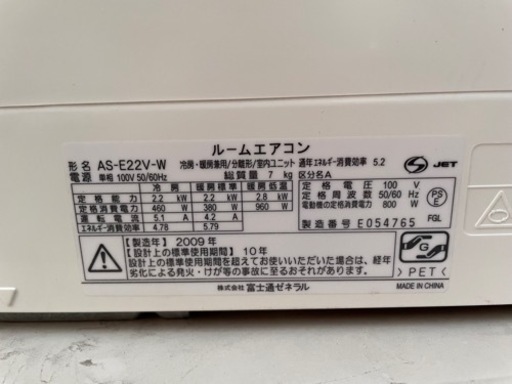 ルームエアコン
形名 AS-E22V-W 冷房・暖房兼用/分離形/室内ユニット 通年エネルギー消費効率 5.2
電源 単相 100V 50/60Hz 総質量 7 kg 区分名A
冷房 暖房標準 暖房低温
定格能力 2.2 kW 2.2 kW 2.8 kW
定格消費電力 460 W 380 W 960 W
運転電流 5.1 A 4.2 A
エネルギー消費効率 4.78 5.79
定格電圧 100 V
定格周波数 50/60 Hz
電動機の定格消費電力 800 W
製造番号 E054765
JET
PS E
FGL
【製造年】2009年
【設計上の標準使用期間】10年
設計上の標準使用期間を超えてお使いいただいた場合は、経年
劣化による発火・けが等の事故に至るおそれがあります。
株式会社 富士通ゼネラル
G
>PET<
MADE IN CHINA